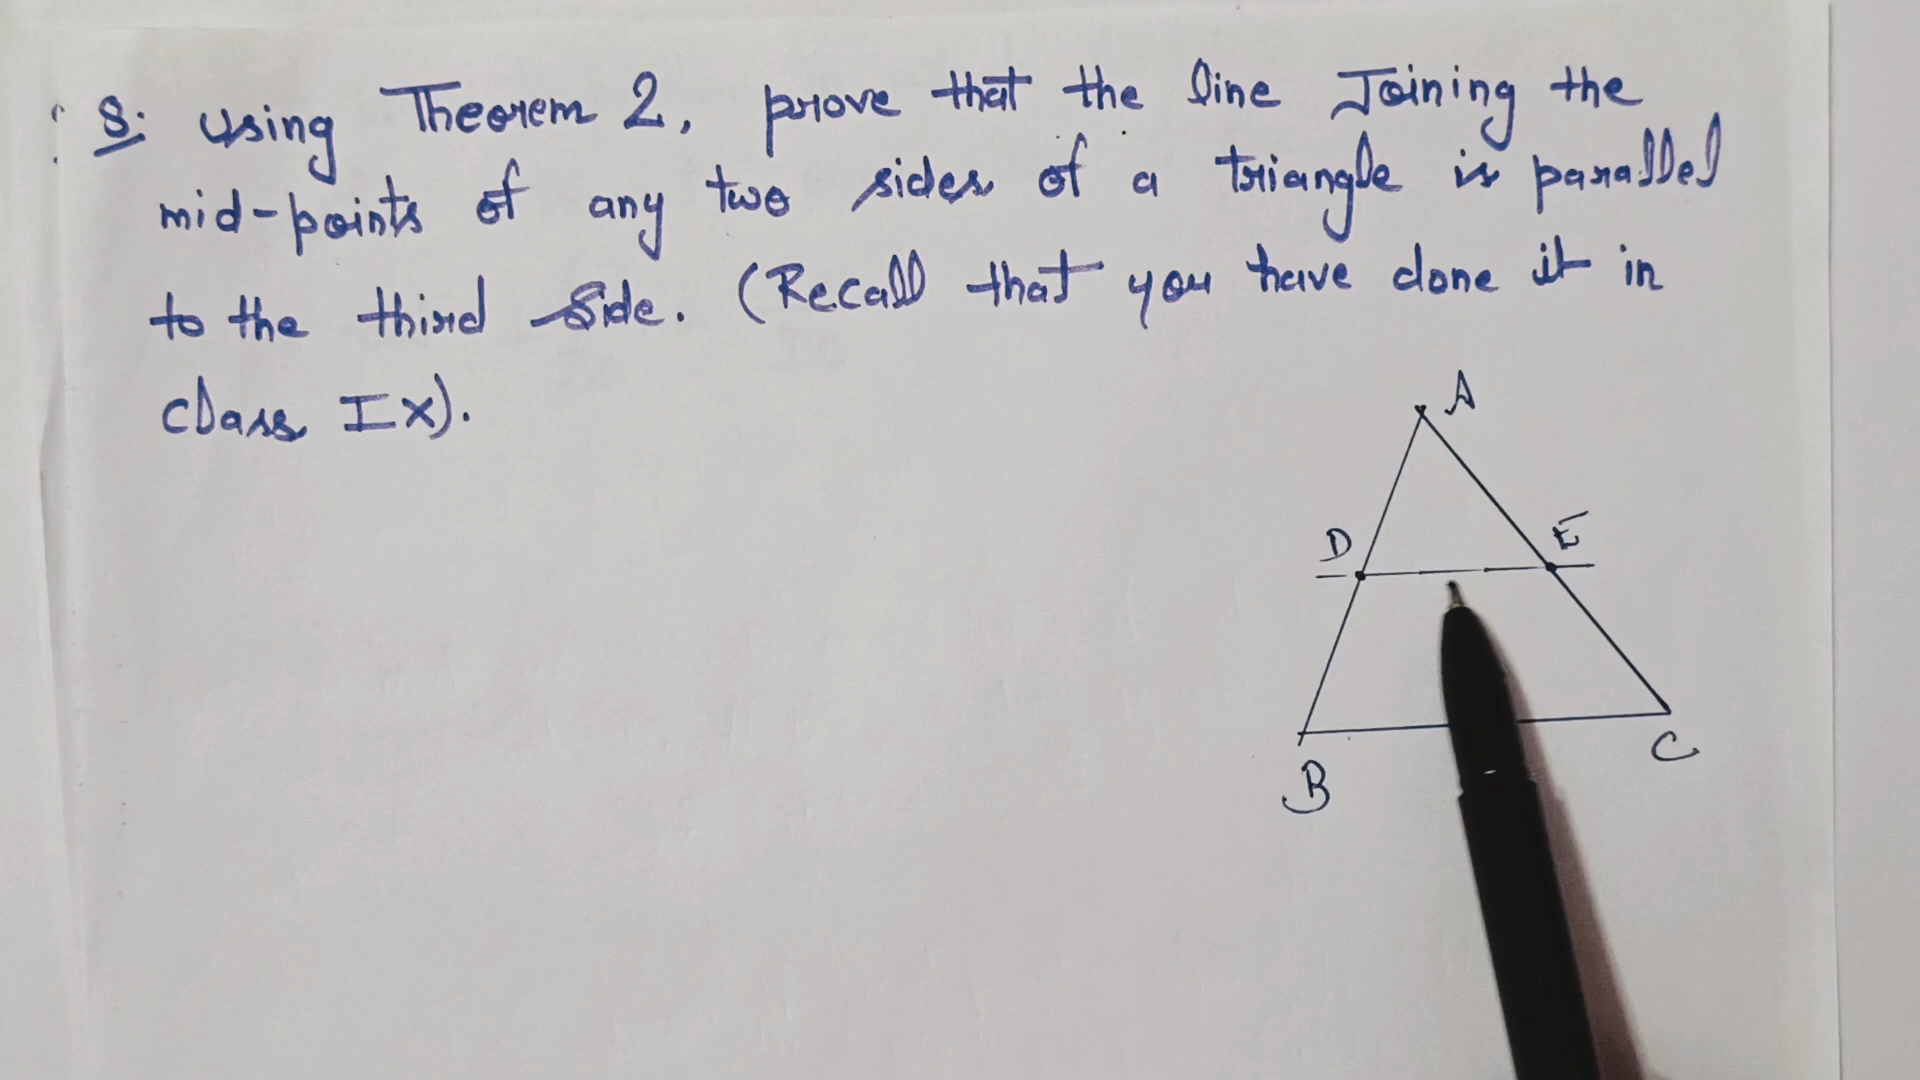 8. Using Theorem 2, prove that the line Joining the
mid-points of any two sides of a triangle is parallel
to the third side. (Recall that you have done it in
class IX).
A
D
E
B
C